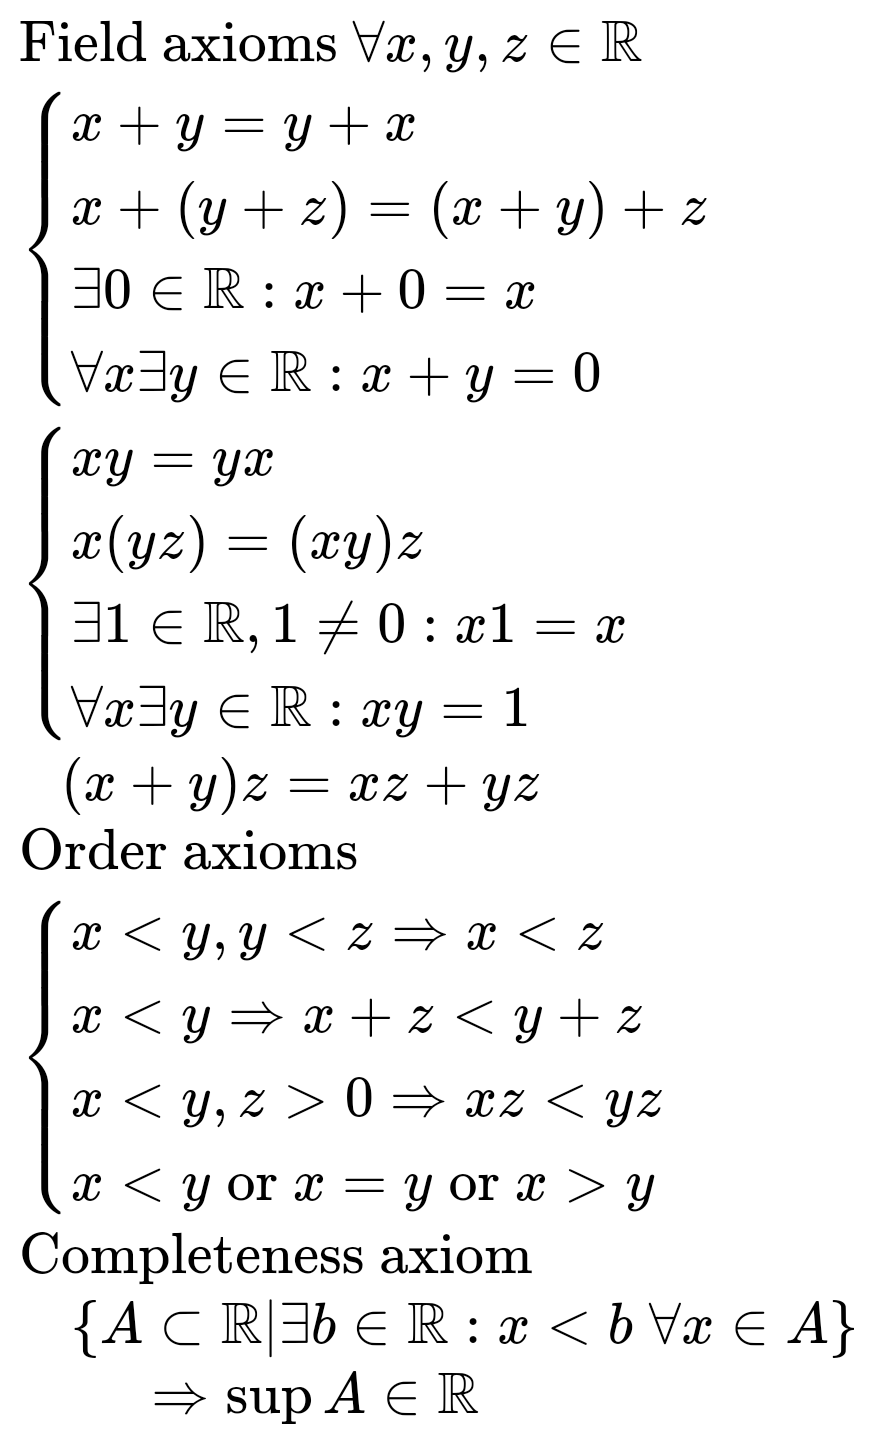 Field axioms ∀x, y, z ∈ ℝ
x + y = y + x
x + (y + z) = (x + y) + z
∃0 ∈ ℝ : x + 0 = x
∀x∃y ∈ ℝ : x + y = 0
xy = yx
x(yz) = (xy)z
∃1 ∈ ℝ, 1 ≠ 0 : x1 = x
∀x∃y ∈ ℝ : xy = 1
(x + y)z = xz + yz
Order axioms
x < y, y < z ⇒ x < z
x < y ⇒ x + z < y + z
x < y, z > 0 ⇒ xz < yz
x < y or x = y or x > y
Completeness axiom
{A ⊂ ℝ|∃b ∈ ℝ : x < b ∀x ∈ A}
⇒ sup A ∈ ℝ